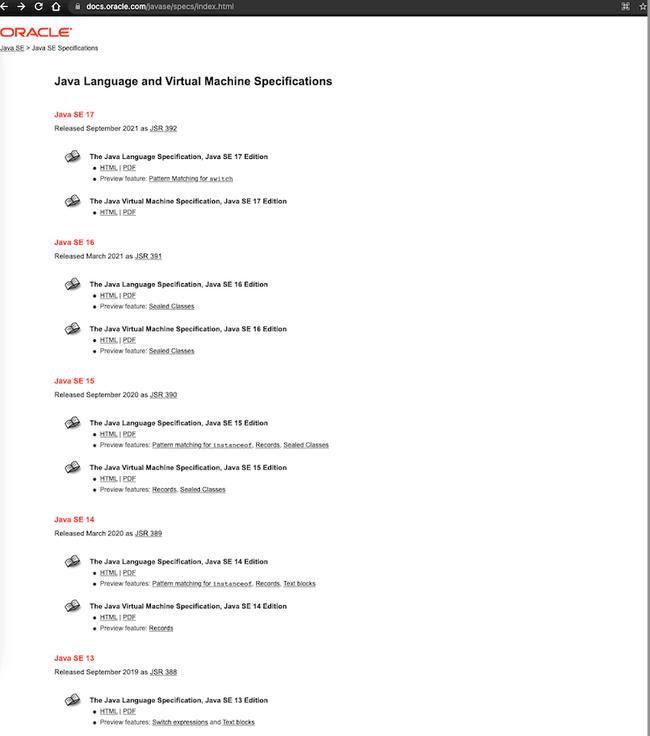 docs.oracle.com/javase/specs/index.html
ORACLE
Java SE > Java SE Specifications
Java Language and Virtual Machine Specifications
Java SE 17
Released September 2021 as JSR 392
The Java Language Specification, Java SE 17 Edition
HTML | PDF
Preview feature: Pattern Matching for switch
The Java Virtual Machine Specification, Java SE 17 Edition
HTML | PDF
Java SE 16
Released March 2021 as JSR 391
The Java Language Specification, Java SE 16 Edition
HTML | PDF
Preview feature: Sealed Classes
The Java Virtual Machine Specification, Java SE 16 Edition
HTML | PDF
Preview feature: Sealed Classes
Java SE 15
Released September 2020 as JSR 390
The Java Language Specification, Java SE 15 Edition
HTML | PDF
Preview features: Pattern matching for instanceof, Records, Sealed Classes
The Java Virtual Machine Specification, Java SE 15 Edition
HTML | PDF
Preview features: Records, Sealed Classes
Java SE 14
Released March 2020 as JSR 389
The Java Language Specification, Java SE 14 Edition
HTML | PDF
Preview features: Pattern matching for instanceof, Records, Text blocks
The Java Virtual Machine Specification, Java SE 14 Edition
HTML | PDF
Preview feature: Records
Java SE 13
Released September 2019 as JSR 388
The Java Language Specification, Java SE 13 Edition
HTML | PDF
Preview features: Switch expressions and Text blocks